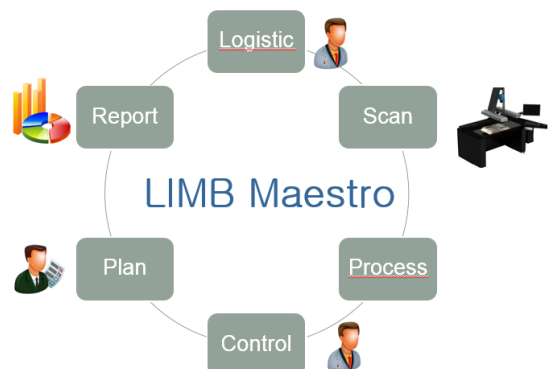 Logistic
Report
Scan
LIMB Maestro
Plan
Process
Control